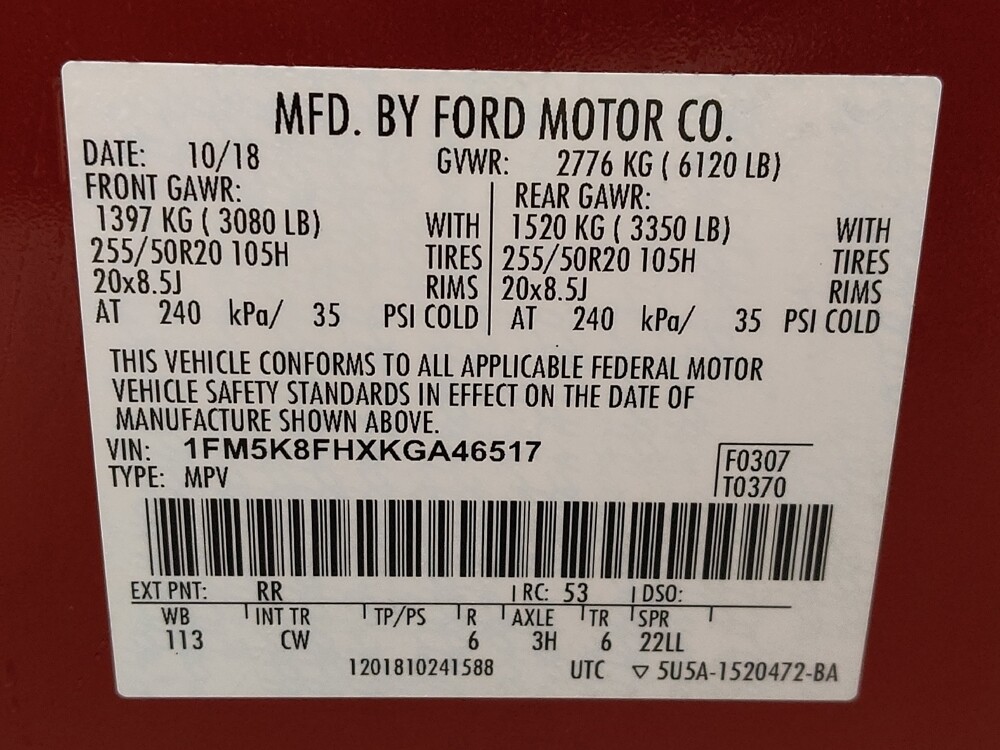 MFD. BY FORD MOTOR CO.
DATE: 10/18 GVWR: 2776 KG ( 6120 LB)
FRONT GAWR: REAR GAWR:
1397 KG ( 3080 LB) WITH 1520 KG ( 3350 LB) WITH
255/50R20 105H TIRES 255/50R20 105H TIRES
20x8.5J RIMS 20x8.5J RIMS
AT 240 kPa/ 35 PSI COLD AT 240 kPa/ 35 PSI COLD
THIS VEHICLE CONFORMS TO ALL APPLICABLE FEDERAL MOTOR
VEHICLE SAFETY STANDARDS IN EFFECT ON THE DATE OF
MANUFACTURE SHOWN ABOVE.
VIN: 1FM5K8FHXKGA46517 F0307
TYPE: MPV T0370
EXT PNT: RR RC: 53 DSO:
WB INT TR TP/PS R AXLE TR SPR
113 CW 6 3H 6 22LL
1201810241588 UTC ▽ 5U5A-1520472-BA